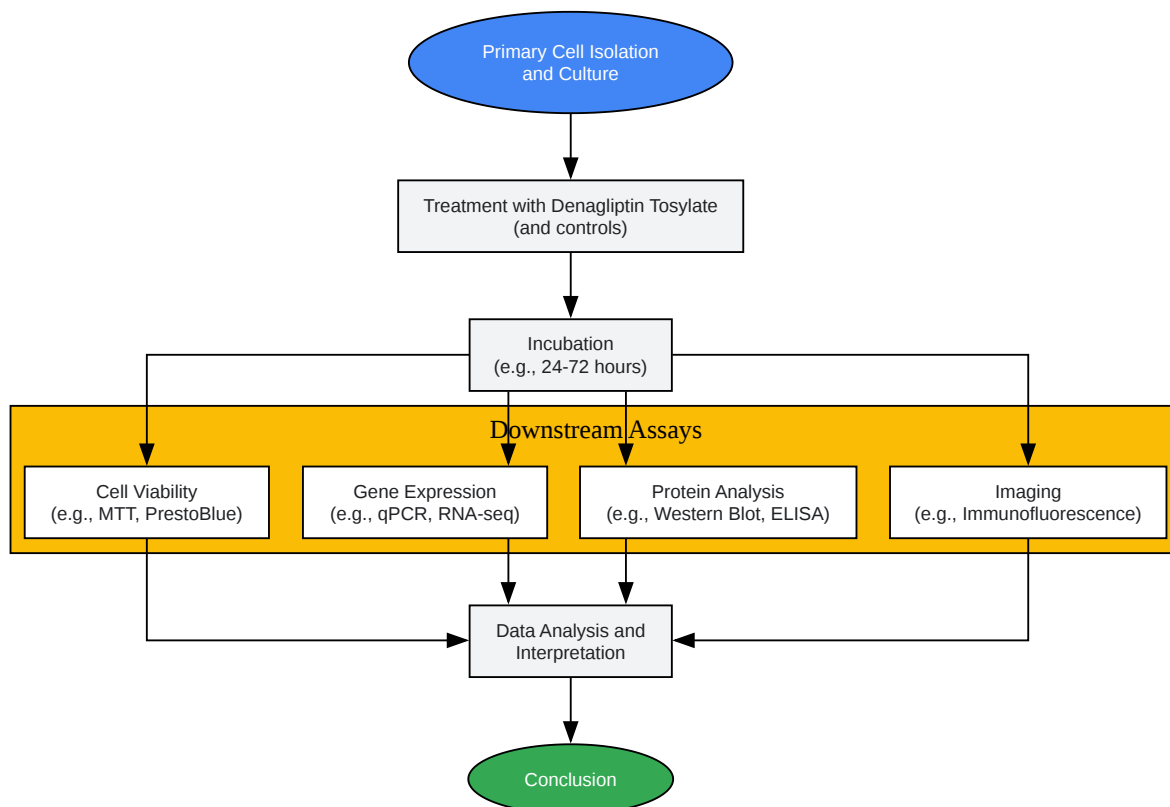 Primary Cell Isolation
and Culture
Treatment with Denagliptin Tosylate
(and controls)
Incubation
(e.g., 24-72 hours)
Downstream Assays
Cell Viability
(e.g., MTT, PrestoBlue)
Gene Expression
(e.g., qPCR, RNA-seq)
Protein Analysis
(e.g., Western Blot, ELISA)
Imaging
(e.g., Immunofluorescence)
Data Analysis and
Interpretation
Conclusion